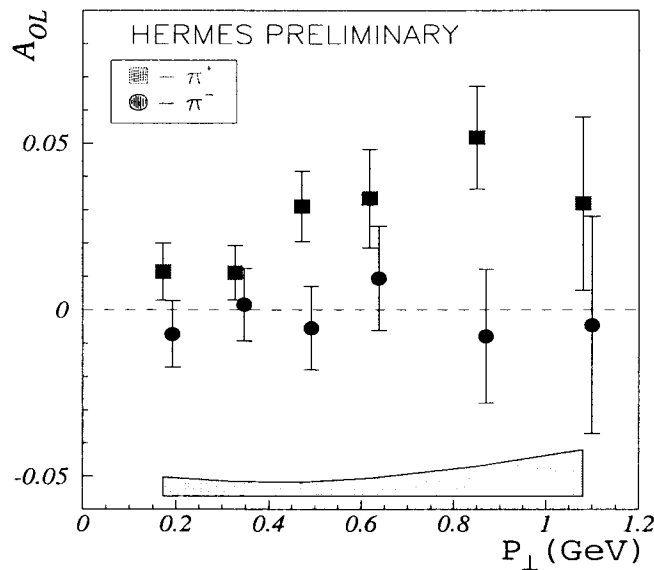 HERMES PRELIMINARY
A_OL
— π⁺
— π⁻
0.05
0
-0.05
0 0.2 0.4 0.6 0.8 1 1.2
P⊥(GeV)